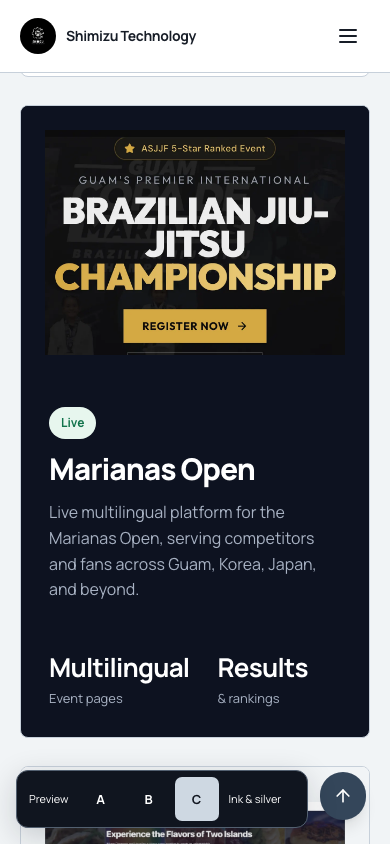 Shimizu Technology
ASJJF 5-Star Ranked Event
GUAM'S PREMIER INTERNATIONAL
BRAZILIAN JIU-
JITSU
CHAMPIONSHIP
REGISTER NOW →
Live
Marianas Open
Live multilingual platform for the
Marianas Open, serving competitors
and fans across Guam, Korea, Japan,
and beyond.
Multilingual Results
Event pages & rankings
Preview A B C Ink & silver
Experience the Flavors of Two Islands